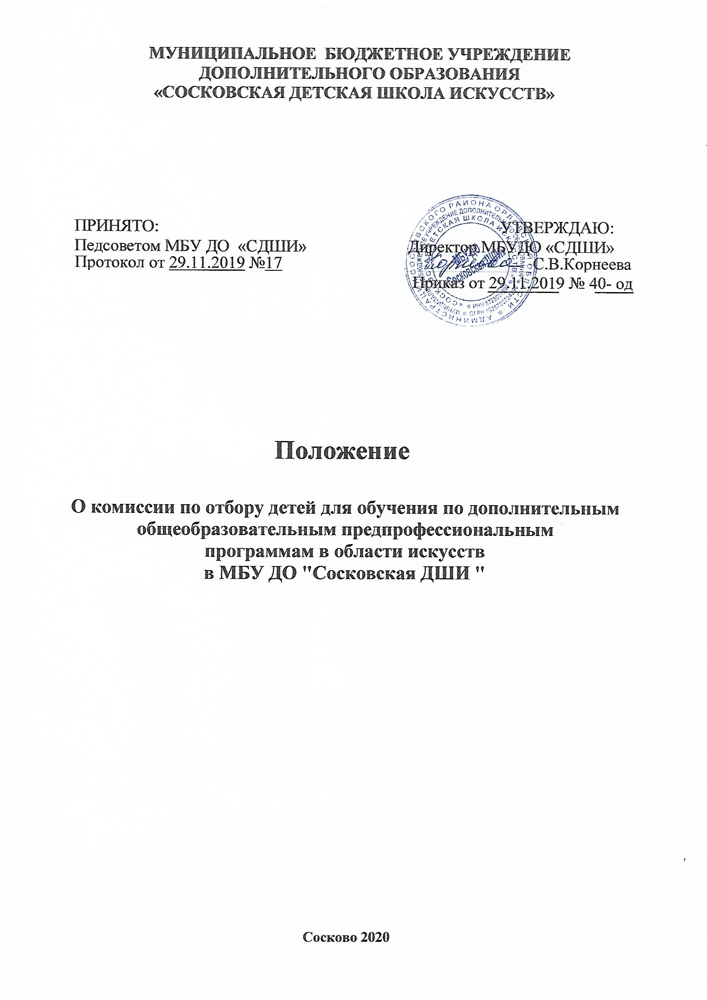 МУНИЦИПАЛЬНОЕ БЮДЖЕТНОЕ УЧРЕЖДЕНИЕ
ДОПОЛНИТЕЛЬНОГО ОБРАЗОВАНИЯ
«СОСКОВСКАЯ ДЕТСКАЯ ШКОЛА ИСКУССТВ»
ПРИНЯТО:
Педсоветом МБУ ДО «СДШИ»
Протокол от 29.11.2019 №17
УТВЕРЖДАЮ:
Директор МБУДО «СДШИ»
С.В.Корнеева
Приказ от 29.11.2019 № 40- од
МБУ ДО
Положение
О комиссии по отбору детей для обучения по дополнительным
общеобразовательным предпрофессиональным
программам в области искусств
в МБУ ДО "Сосковская ДШИ "
Сосково 2020